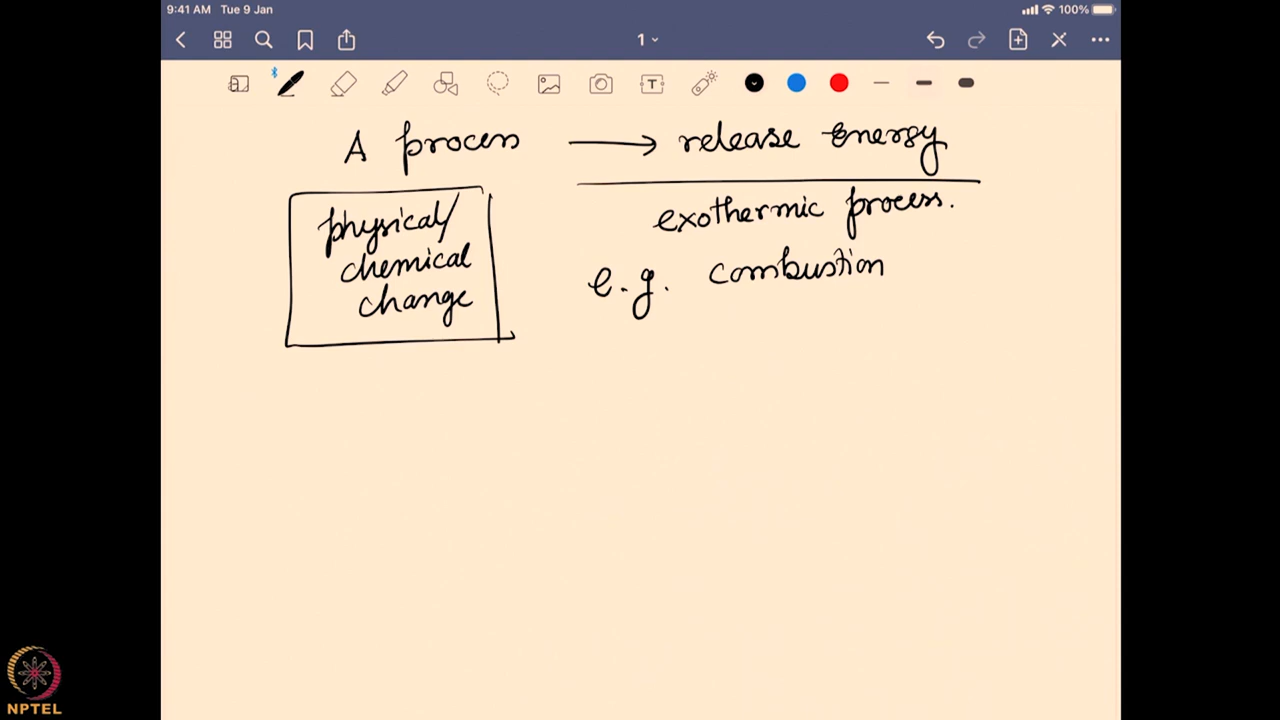 9:41 AM Tue 9 Jan
100%
1
T
A process → release energy
physical/
chemical
change
exothermic process.
e.g. combustion
NPTEL